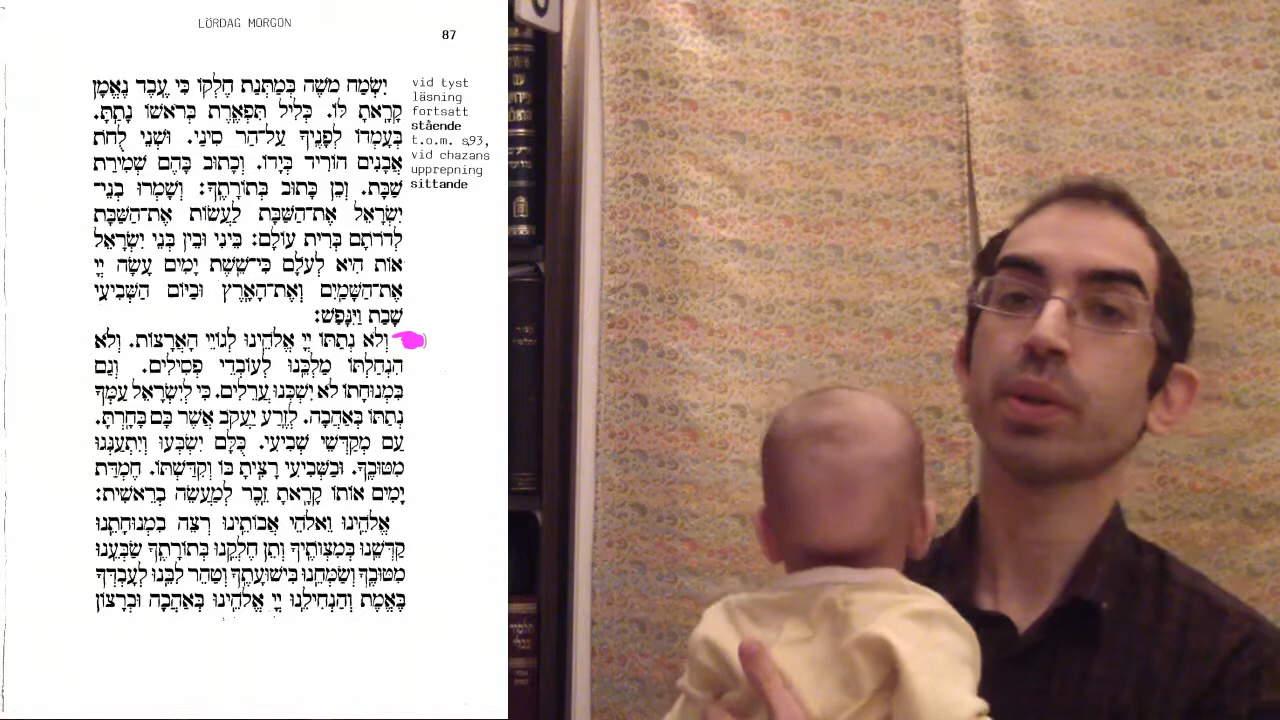 LÖRDAG MORGON
87
יִשְׂמַח מֹשֶׁה בְּמַתְּנַת חֶלְקוֹ כִּי עֶבֶד נֶאֱמָן
קָרָאתָ לּוֹ. כְּלִיל תִּפְאֶרֶת בְּרֹאשׁוֹ נָתַתָּ.
בְּעָמְדוֹ לְפָנֶיךָ עַל־הַר סִינַי. וּשְׁנֵי לֻחֹת
אֲבָנִים הוֹרִיד בְּיָדוֹ. וְכָתוּב בָּהֶם שְׁמִירַת
שַׁבָּת. וְכֵן כָּתוּב בְּתוֹרָתֶךָ: וְשָׁמְרוּ בְנֵי־
יִשְׂרָאֵל אֶת־הַשַּׁבָּת לַעֲשׂוֹת אֶת־הַשַּׁבָּת
לְדֹרֹתָם בְּרִית עוֹלָם: בֵּינִי וּבֵין בְּנֵי יִשְׂרָאֵל
אוֹת הִיא לְעֹלָם כִּי־שֵׁשֶׁת יָמִים עָשָׂה יְיָ
אֶת־הַשָּׁמַיִם וְאֶת־הָאָרֶץ וּבַיּוֹם הַשְּׁבִיעִי
שָׁבַת וַיִּנָּפַשׁ:
וְלֹא נְתַתּוֹ יְיָ אֱלֹהֵינוּ לְגוֹיֵי הָאֲרָצוֹת. וְלֹא
הִנְחַלְתּוֹ מַלְכֵּנוּ לְעוֹבְדֵי פְסִילִים. וְגַם
בִּמְנוּחָתוֹ לֹא יִשְׁכְּנוּ עֲרֵלִים. כִּי לְיִשְׂרָאֵל עַמְּךָ
נְתַתּוֹ בְּאַהֲבָה. לְזֶרַע יַעֲקֹב אֲשֶׁר בָּם בָּחָרְתָּ.
עַם מְקַדְּשֵׁי שְׁבִיעִי. כֻּלָּם יִשְׂבְּעוּ וְיִתְעַנְּגוּ
מִטּוּבֶךָ. וּבַשְּׁבִיעִי רָצִיתָ בּוֹ וְקִדַּשְׁתּוֹ. חֶמְדַּת
יָמִים אוֹתוֹ קָרָאתָ זֵכֶר לְמַעֲשֵׂה בְרֵאשִׁית:
אֱלֹהֵינוּ וֵאלֹהֵי אֲבוֹתֵינוּ רְצֵה בִמְנוּחָתֵנוּ
קַדְּשֵׁנוּ בְּמִצְוֹתֶיךָ וְתֵן חֶלְקֵנוּ בְּתוֹרָתֶךָ שַׂבְּעֵנוּ
מִטּוּבֶךָ וְשַׂמְּחֵנוּ בִּישׁוּעָתֶךָ וְטַהֵר לִבֵּנוּ לְעָבְדְּךָ
בֶּאֱמֶת וְהַנְחִילֵנוּ יְיָ אֱלֹהֵינוּ בְּאַהֲבָה וּבְרָצוֹן
vid tyst
läsning
fortsatt
stående
t.o.m. s93,
vid chazans
upprepning
sittande
תלמוד
בבלי